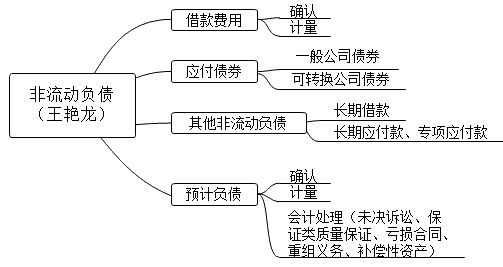 非流动负债
（王艳龙）
借款费用
确认
计量
应付债券
一般公司债券
可转换公司债券
其他非流动负债
长期借款
长期应付款、专项应付款
预计负债
确认
计量
会计处理（未决诉讼、保
证类质量保证、亏损合同、
重组义务、补偿性资产）